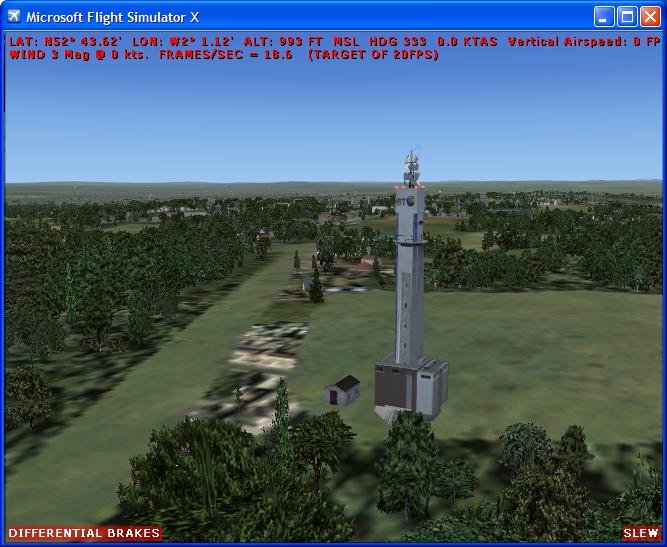 Microsoft Flight Simulator X
LAT: N52° 43.62' LON: W2° 1.12' ALT: 993 FT MSL HDG 333 0.0 KTAS Vertical Airspeed: 0 FP
WIND 3 Mag @ 0 kts. FRAMES/SEC = 18.6 (TARGET OF 20FPS)
BT
DIFFERENTIAL BRAKES
SLEW